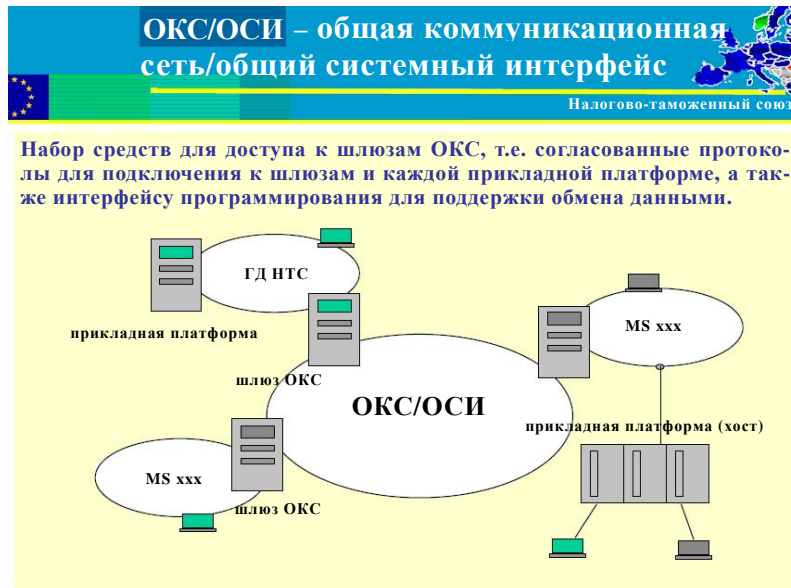 ОКС/ОСИ – общая коммуникационная
сеть/общий системный интерфейс
Налогово-таможенный союз
Набор средств для доступа к шлюзам ОКС, т.е. согласованные протоко-
лы для подключения к шлюзам и каждой прикладной платформе, а так-
же интерфейсу программирования для поддержки обмена данными.
ГД НТС
прикладная платформа
MS xxx
шлюз ОКС
ОКС/ОСИ
прикладная платформа (хост)
MS xxx
шлюз ОКС